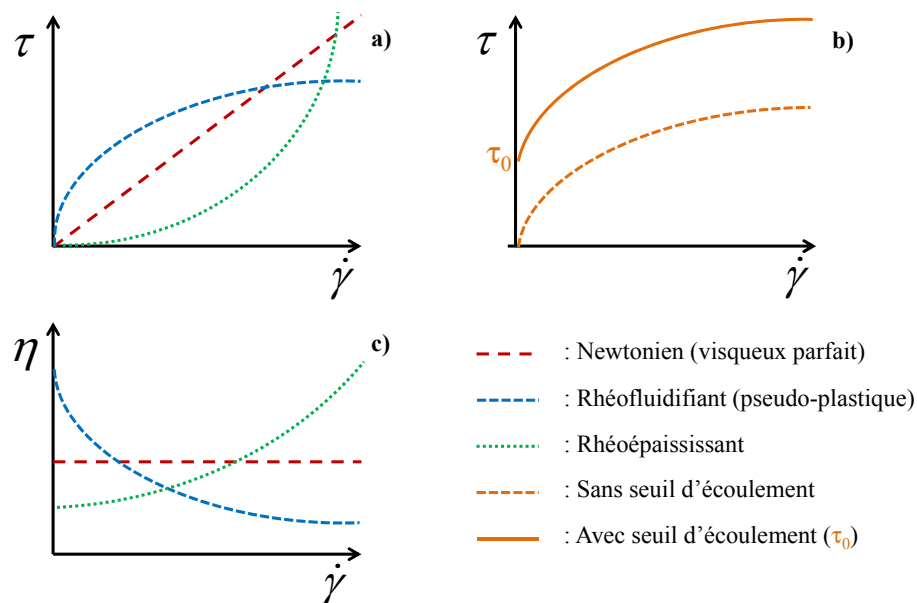 τ
a)
γ̇
τ
b)
τ₀
γ̇
η
c)
γ̇
: Newtonien (visqueux parfait)
: Rhéofluidifiant (pseudo-plastique)
: Rhéoépaississant
: Sans seuil d'écoulement
: Avec seuil d'écoulement (τ₀)